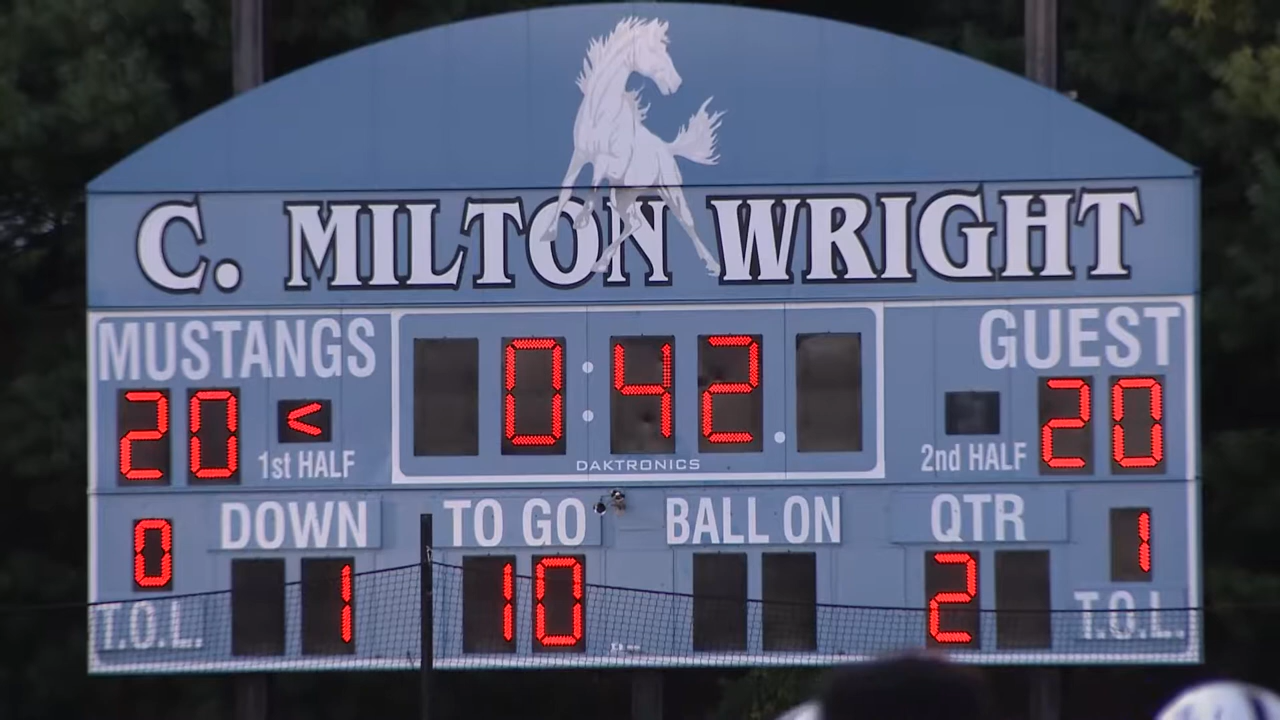 C. MILTON WRIGHT
MUSTANGS
0:42
GUEST
20 < 1st HALF
DAKTRONICS
2nd HALF 20
0 DOWN TO GO BALL ON QTR 1
T.O.L. 1 10 2 T.O.L.